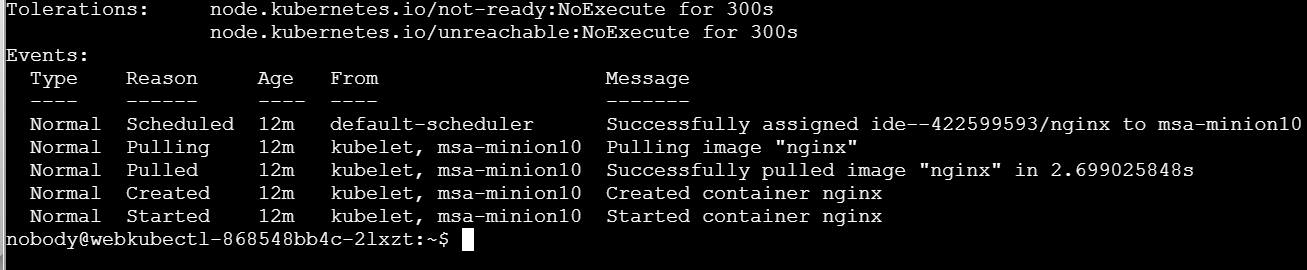 Tolerations:     node.kubernetes.io/not-ready:NoExecute for 300s
                 node.kubernetes.io/unreachable:NoExecute for 300s
Events:
  Type    Reason     Age   From                   Message
  ----    ------     ----  ----                   -------
  Normal  Scheduled  12m   default-scheduler      Successfully assigned ide--422599593/nginx to msa-minion10
  Normal  Pulling    12m   kubelet, msa-minion10  Pulling image "nginx"
  Normal  Pulled     12m   kubelet, msa-minion10  Successfully pulled image "nginx" in 2.699025848s
  Normal  Created    12m   kubelet, msa-minion10  Created container nginx
  Normal  Started    12m   kubelet, msa-minion10  Started container nginx
nobody@webkubectl-868548bb4c-2lxzt:~$